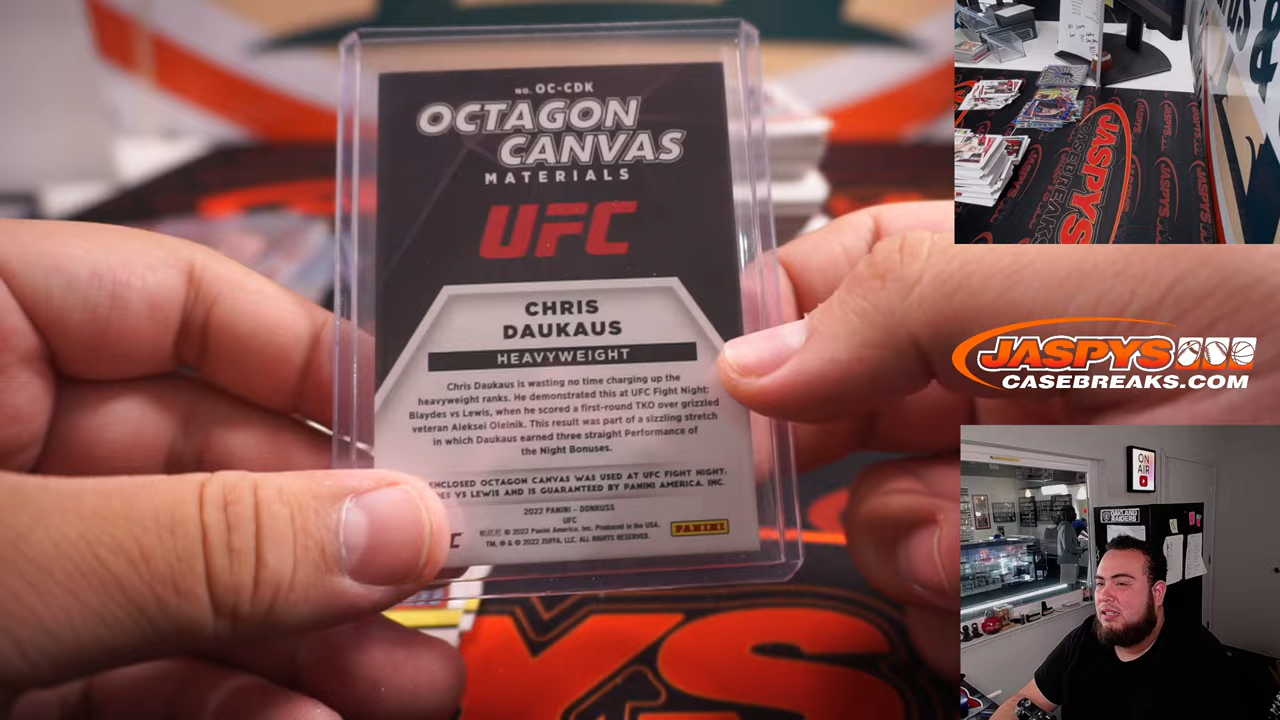 NO. OC-CDK
OCTAGON
CANVAS
MATERIALS
UFC
CHRIS
DAUKAUS
HEAVYWEIGHT
Chris Daukaus is wasting no time charging up the
heavyweight ranks. He demonstrated this at UFC Fight Night:
Blaydes vs Lewis, when he scored a first-round TKO over grizzled
veteran Aleksei Oleinik. This result was part of a sizzling stretch
in which Daukaus earned three straight Performance of
the Night Bonuses.
ENCLOSED OCTAGON CANVAS WAS USED AT UFC FIGHT NIGHT:
VS LEWIS AND IS GUARANTEED BY PANINI AMERICA, INC.
2022 PANINI - DONRUSS
UFC
© 2022 Panini America, Inc. Produced in the USA.
TM, ® & © 2022 ZUFFA, LLC. ALL RIGHTS RESERVED.
PANINI
JASPYS
CASEBREAKS
JASPYS
CASEBREAKS.COM
ON
AIR
OAKLAND
RAIDERS
YS